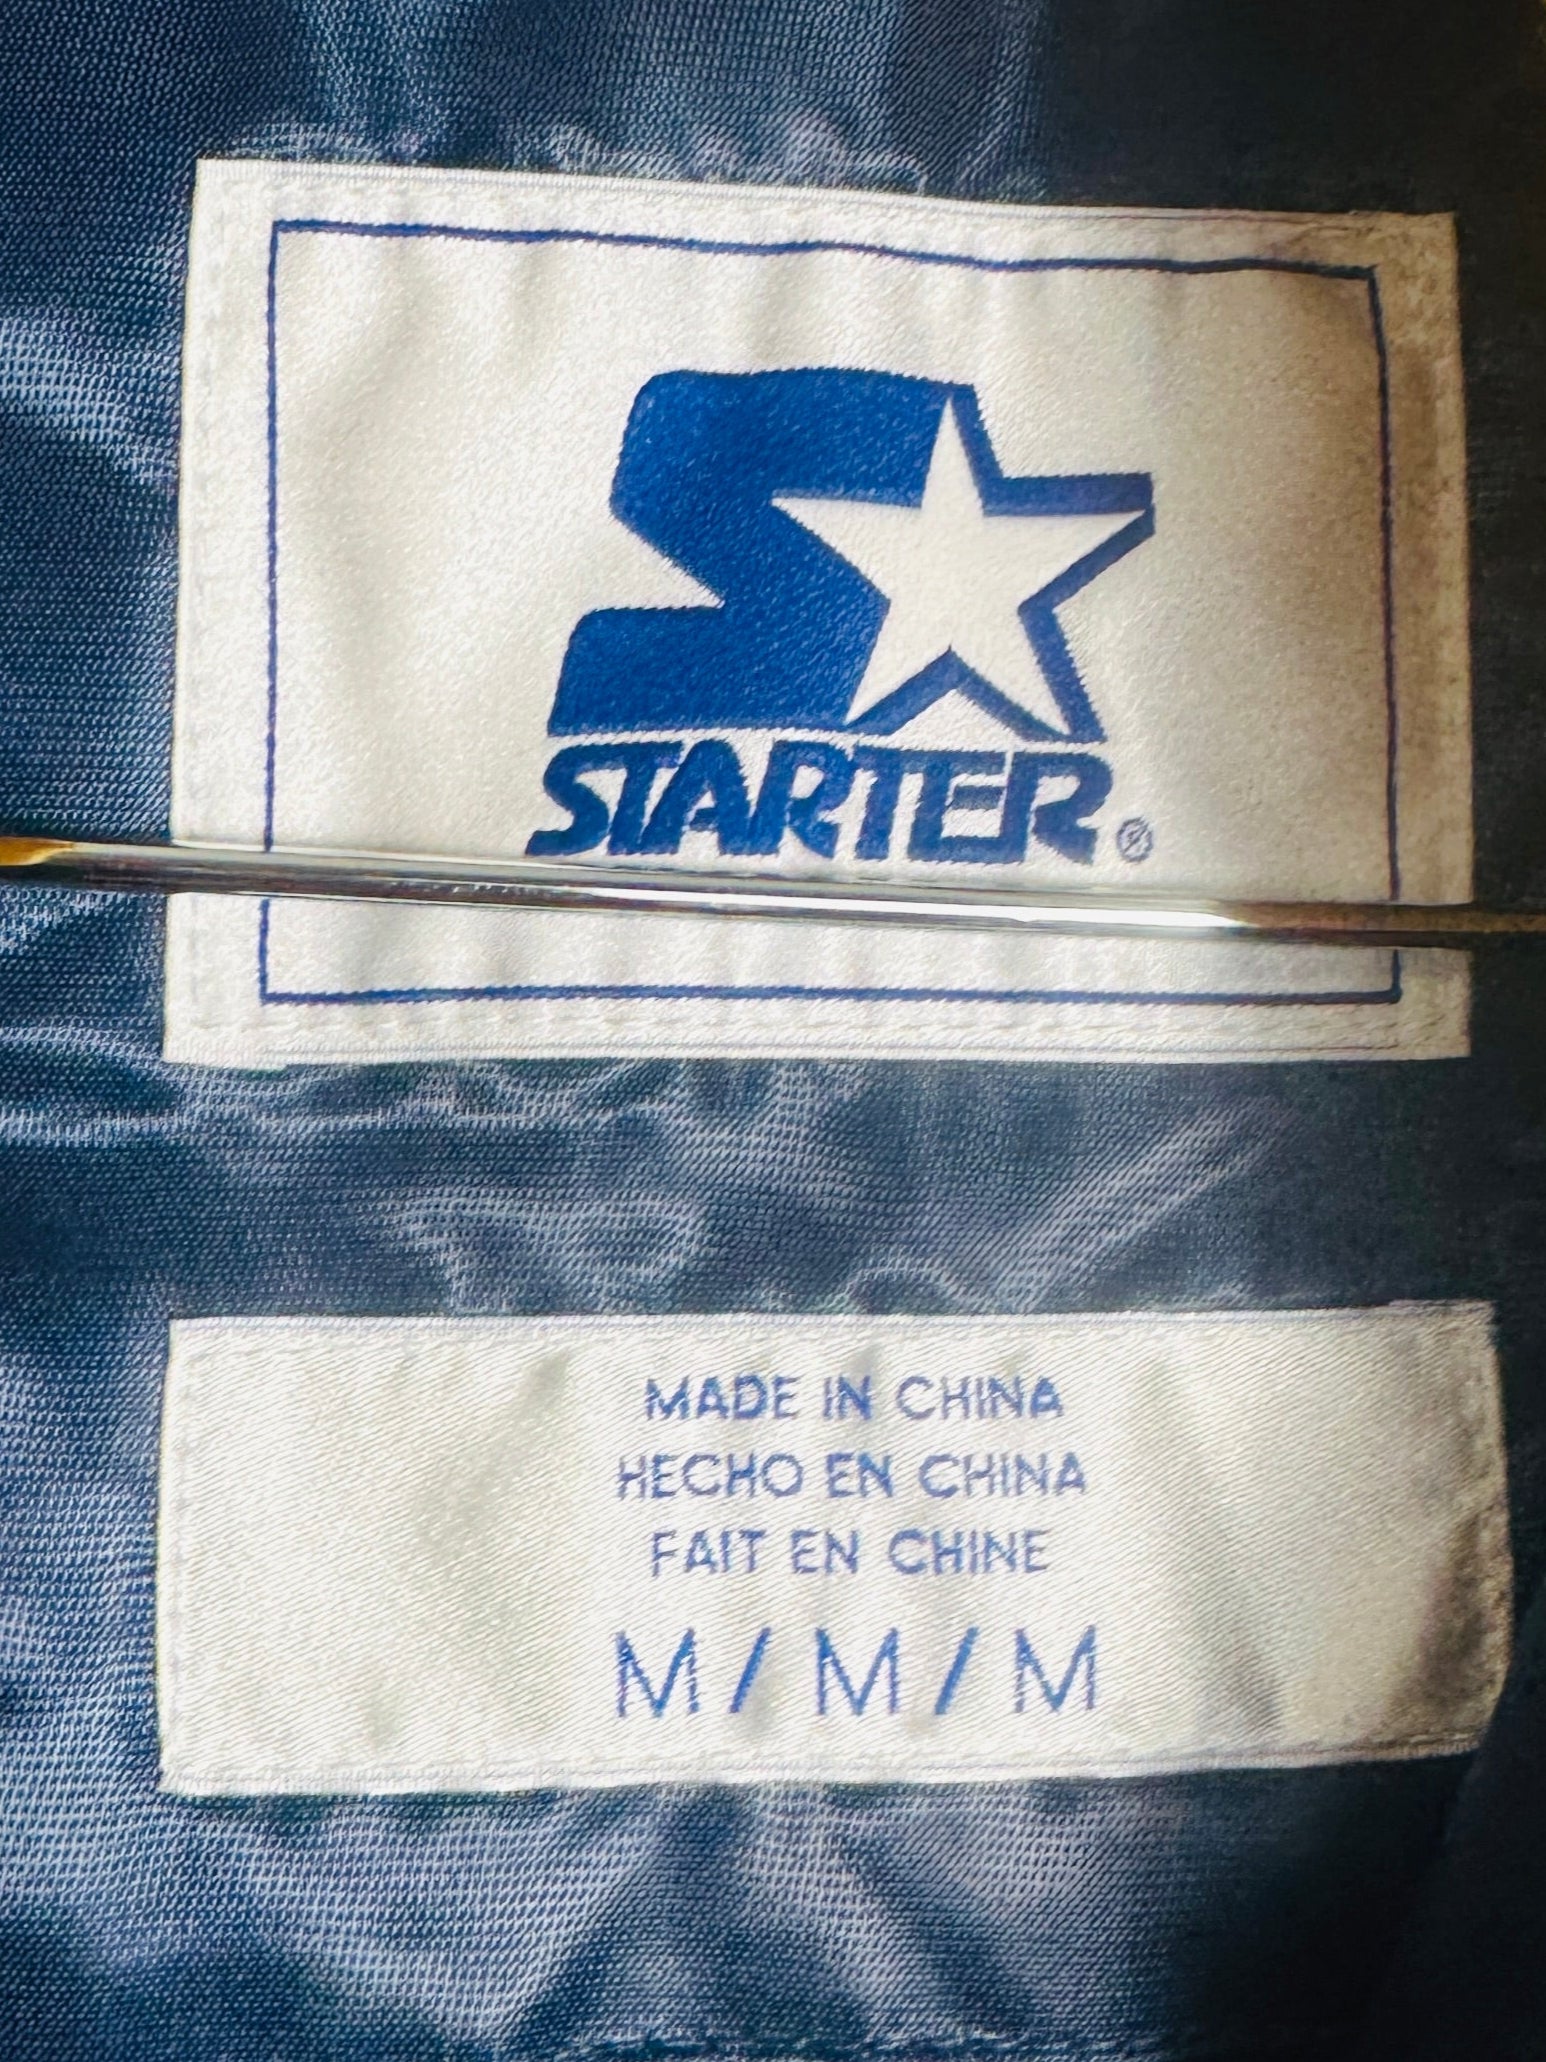 STARTER®
MADE IN CHINA
HECHO EN CHINA
FAIT EN CHINE
M / M / M